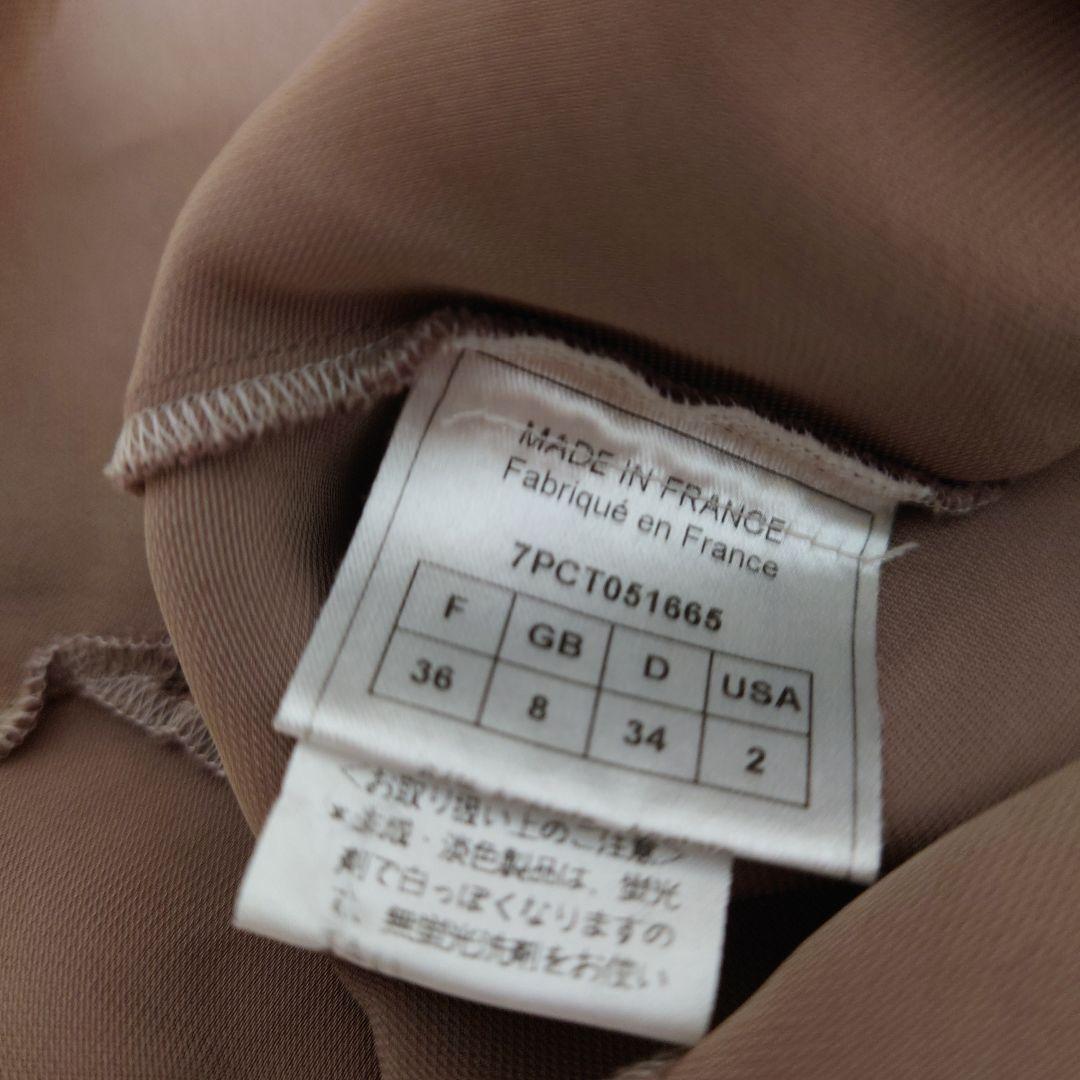 MADE IN FRANCE
Fabriqué en France
7PCT051665
F GB D USA
36 8 34 2
<お取り扱い上のご注意>
成・淡色製品は、蛍光
剤で白っぽくなりますの
で、無蛍光洗剤をお使い